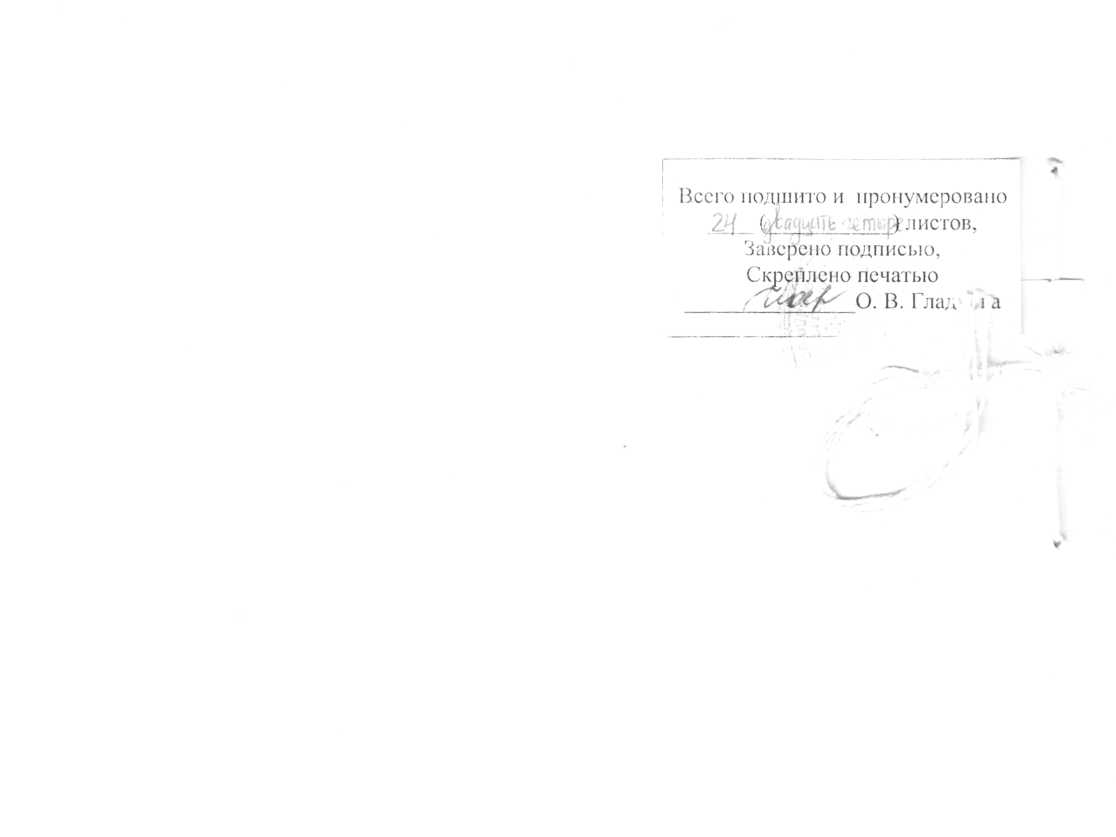 Всего подшито и пронумеровано
24 (двадцать четыре) листов,
Заверено подписью,
Скреплено печатью
О. В.